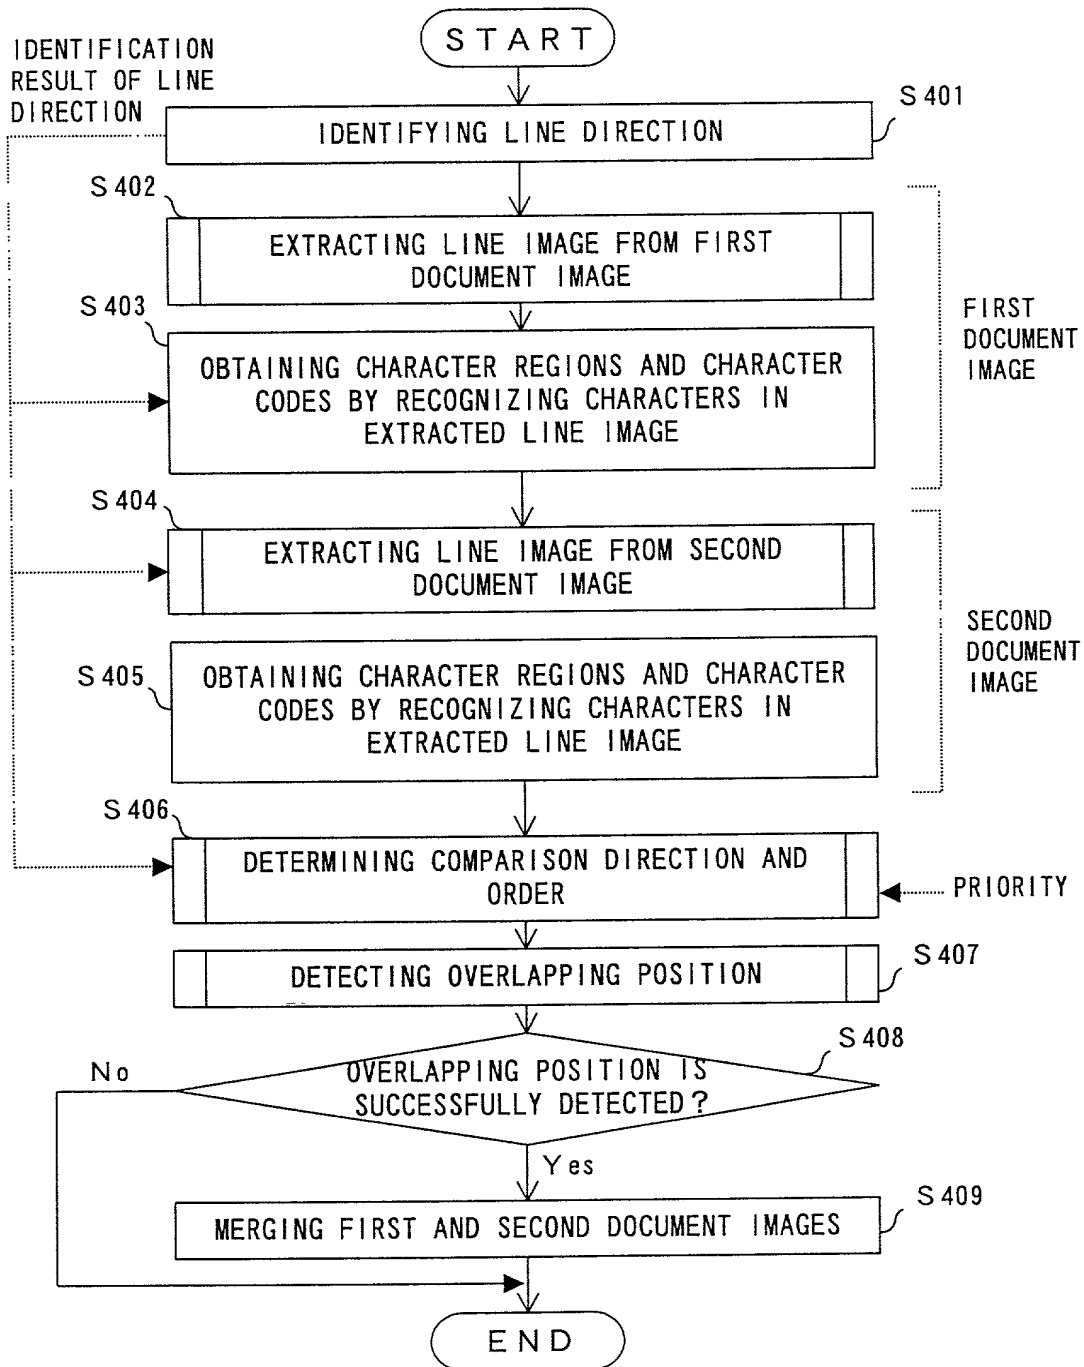 START
IDENTIFICATION
RESULT OF LINE
DIRECTION
S401
IDENTIFYING LINE DIRECTION
S402
EXTRACTING LINE IMAGE FROM FIRST
DOCUMENT IMAGE
S403
OBTAINING CHARACTER REGIONS AND CHARACTER
CODES BY RECOGNIZING CHARACTERS IN
EXTRACTED LINE IMAGE
FIRST
DOCUMENT
IMAGE
S404
EXTRACTING LINE IMAGE FROM SECOND
DOCUMENT IMAGE
S405
OBTAINING CHARACTER REGIONS AND CHARACTER
CODES BY RECOGNIZING CHARACTERS IN
EXTRACTED LINE IMAGE
SECOND
DOCUMENT
IMAGE
S406
DETERMINING COMPARISON DIRECTION AND
ORDER
PRIORITY
S407
DETECTING OVERLAPPING POSITION
S408
OVERLAPPING POSITION IS
SUCCESSFULLY DETECTED?
No
Yes
S409
MERGING FIRST AND SECOND DOCUMENT IMAGES
END